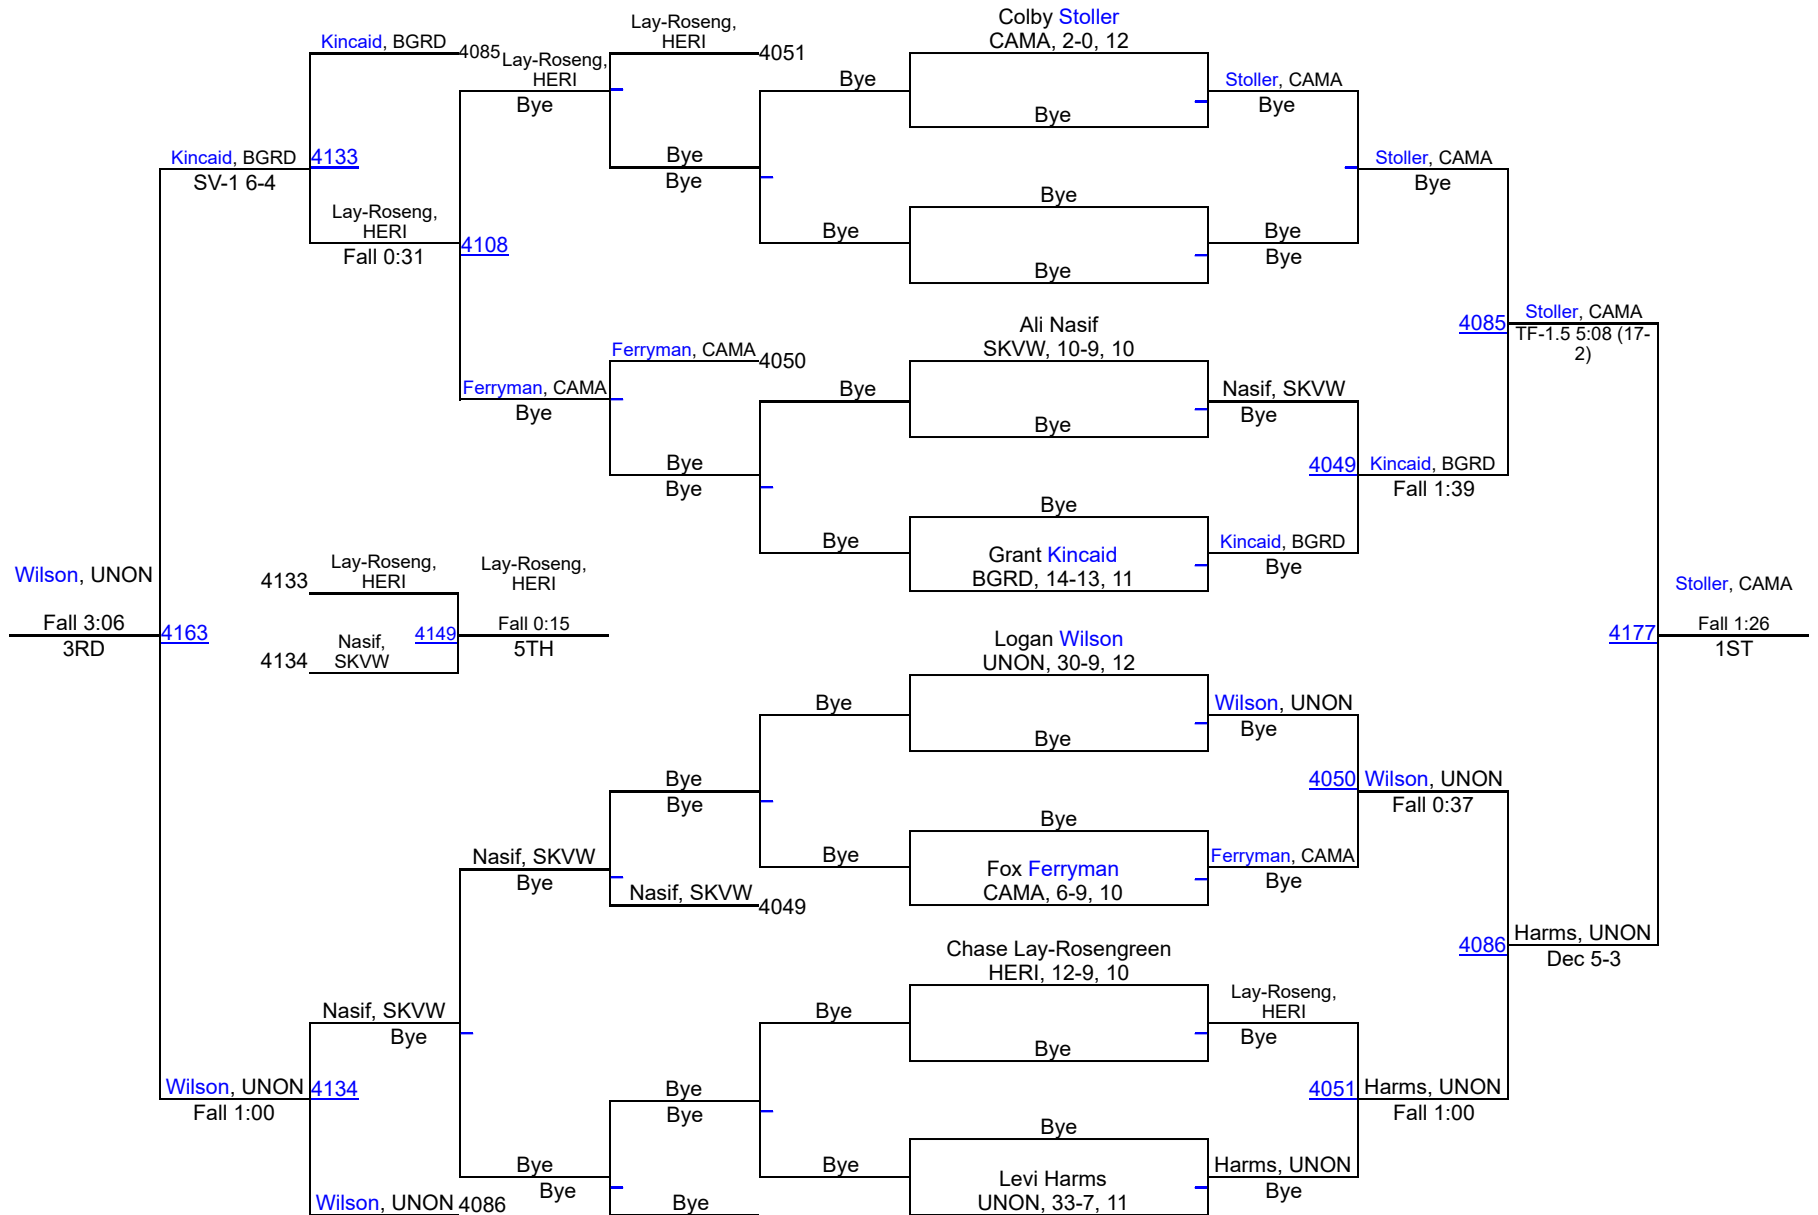 Kincaid, BGRD
4085
Lay-Roseng,
HERI
Bye
Lay-Roseng,
HERI
4051
Bye
Colby Stoller
CAMA, 2-0, 12
Bye
Stoller, CAMA
Bye
Kincaid, BGRD
SV-1 6-4
4133
Bye
Bye
Stoller, CAMA
Bye
Lay-Roseng,
HERI
Fall 0:31
4108
Bye
Bye
Bye
Bye
Bye
Ali Nasif
SKVW, 10-9, 10
4085
Stoller, CAMA
TF-1.5 5:08 (17-
2)
Ferryman, CAMA
4050
Ferryman, CAMA
Bye
Bye
Bye
Nasif, SKVW
Bye
Bye
Bye
4049
Kincaid, BGRD
Fall 1:39
Bye
Bye
Grant Kincaid
BGRD, 14-13, 11
Kincaid, BGRD
Bye
Wilson, UNON
Fall 3:06
3RD
4163
4133
Lay-Roseng,
HERI
4134
Nasif,
SKVW
4149
Lay-Roseng,
HERI
Fall 0:15
5TH
Stoller, CAMA
4177
Fall 1:26
1ST
Logan Wilson
UNON, 30-9, 12
Bye
Bye
Wilson, UNON
Bye
Bye
Bye
4050
Wilson, UNON
Fall 0:37
Nasif, SKVW
Bye
Bye
Bye
Fox Ferryman
CAMA, 6-9, 10
Ferryman, CAMA
Bye
Nasif, SKVW
4049
Chase Lay-Rosengreen
HERI, 12-9, 10
4086
Harms, UNON
Dec 5-3
Nasif, SKVW
Bye
Bye
Bye
Lay-Roseng,
HERI
Bye
Wilson, UNON
Fall 1:00
4134
Bye
Bye
4051
Harms, UNON
Fall 1:00
Bye
Bye
Bye
Bye
Levi Harms
UNON, 33-7, 11
Harms, UNON
Bye
Wilson, UNON
4086
Bye